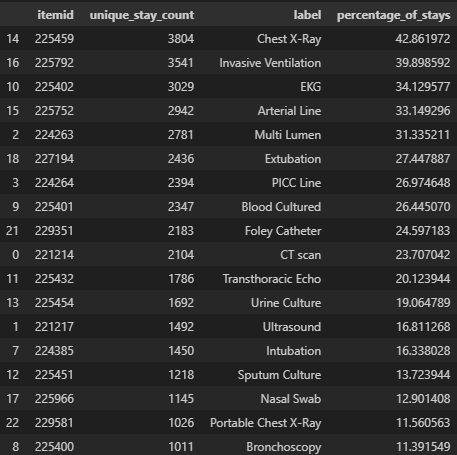 itemid unique_stay_count label percentage_of_stays
14 225459 3804 Chest X-Ray 42.861972
16 225792 3541 Invasive Ventilation 39.898592
10 225402 3029 EKG 34.129577
15 225752 2942 Arterial Line 33.149296
2 224263 2781 Multi Lumen 31.335211
18 227194 2436 Extubation 27.447887
3 224264 2394 PICC Line 26.974648
9 225401 2347 Blood Cultured 26.445070
21 229351 2183 Foley Catheter 24.597183
0 221214 2104 CT scan 23.707042
11 225432 1786 Transthoracic Echo 20.123944
13 225454 1692 Urine Culture 19.064789
1 221217 1492 Ultrasound 16.811268
7 224385 1450 Intubation 16.338028
12 225451 1218 Sputum Culture 13.723944
17 225966 1145 Nasal Swab 12.901408
22 229581 1026 Portable Chest X-Ray 11.560563
8 225400 1011 Bronchoscopy 11.391549